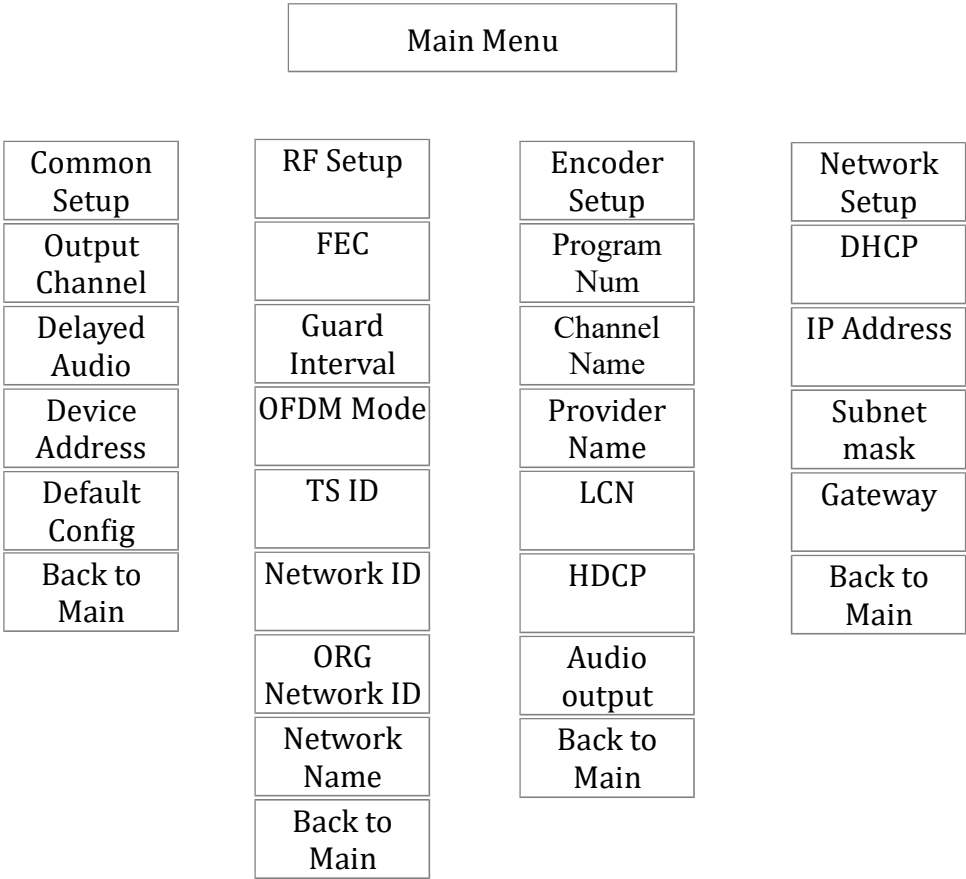 Main Menu
Common
Setup
Output
Channel
Delayed
Audio
Device
Address
Default
Config
Back to
Main
RF Setup
FEC
Guard
Interval
OFDM Mode
TS ID
Network ID
ORG
Network ID
Network
Name
Back to
Main
Encoder
Setup
Program
Num
Channel
Name
Provider
Name
LCN
HDCP
Audio
output
Back to
Main
Network
Setup
DHCP
IP Address
Subnet
mask
Gateway
Back to
Main